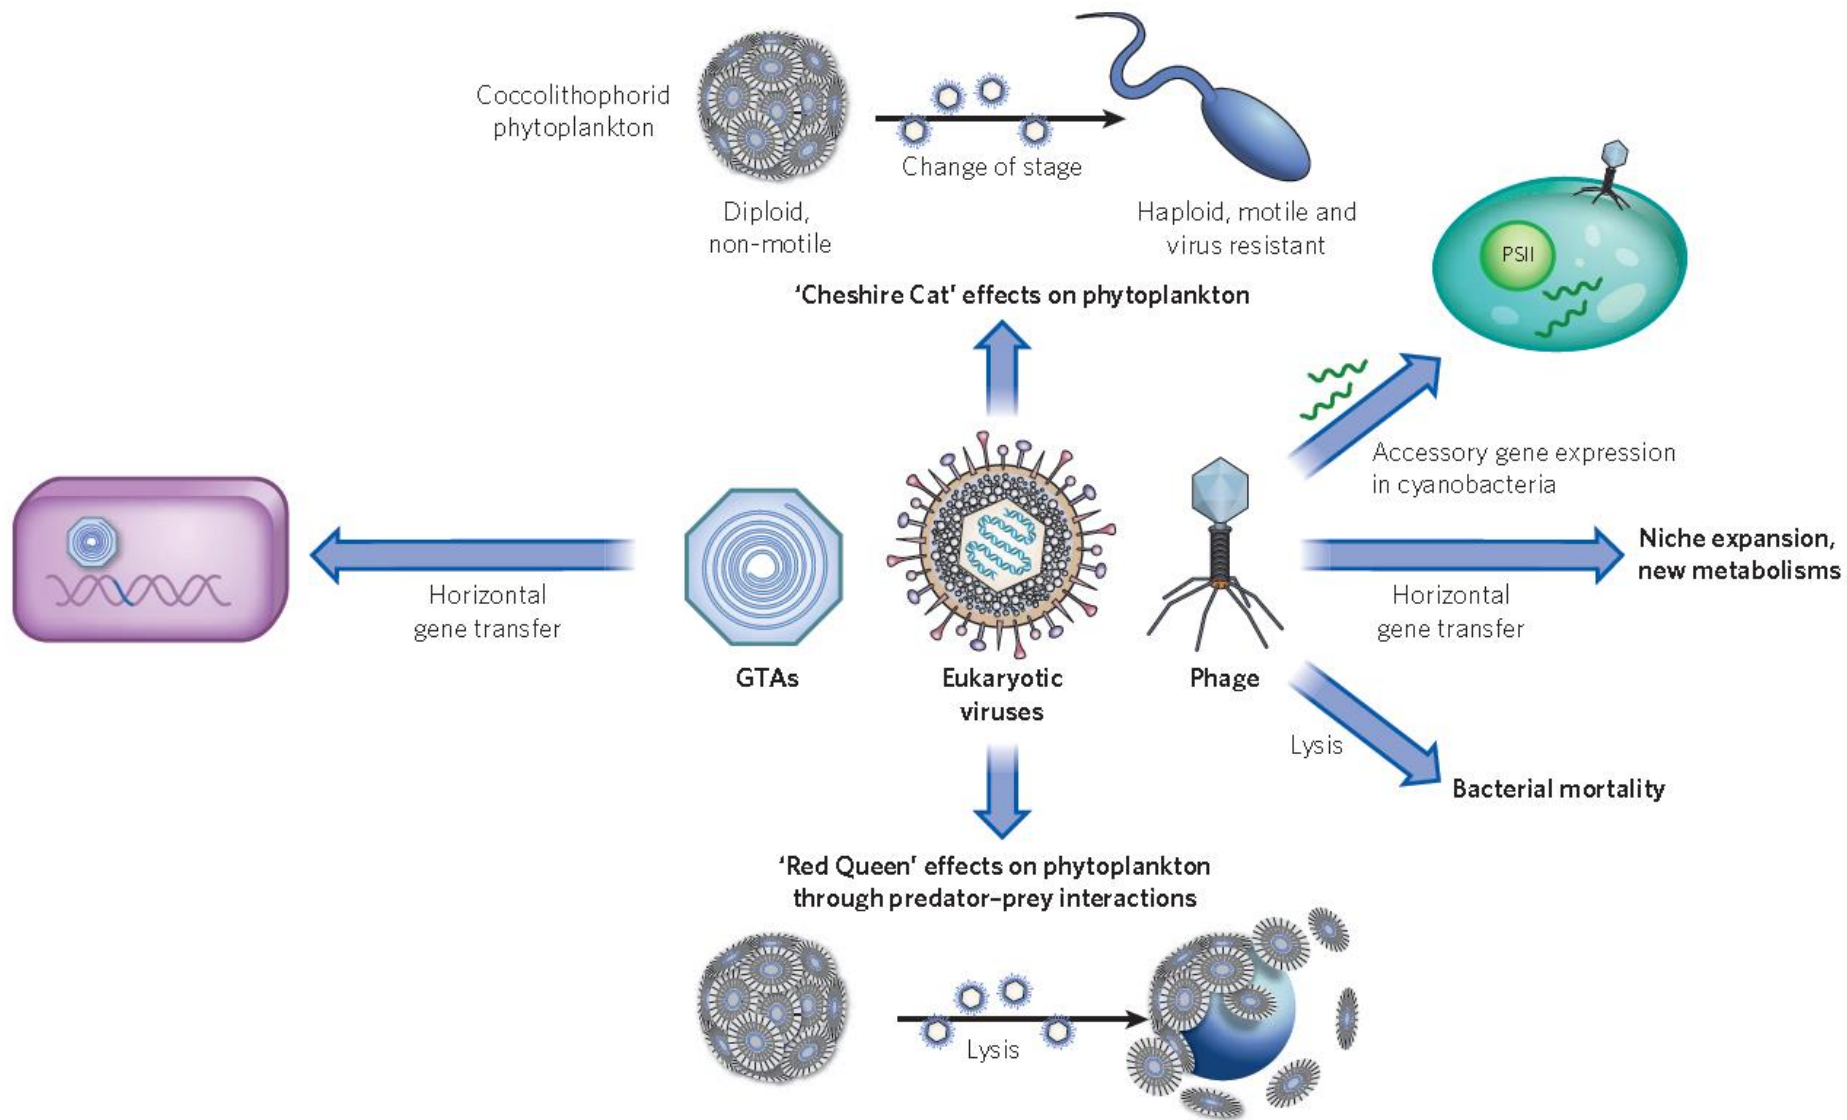 Coccolithophorid
phytoplankton
Change of stage
Diploid,
non-motile
Haploid, motile and
virus resistant
'Cheshire Cat' effects on phytoplankton
PSII
Accessory gene expression
in cyanobacteria
Niche expansion,
new metabolisms
Horizontal
gene transfer
Horizontal
gene transfer
GTAs
Eukaryotic
viruses
Phage
Lysis
Bacterial mortality
'Red Queen' effects on phytoplankton
through predator–prey interactions
Lysis